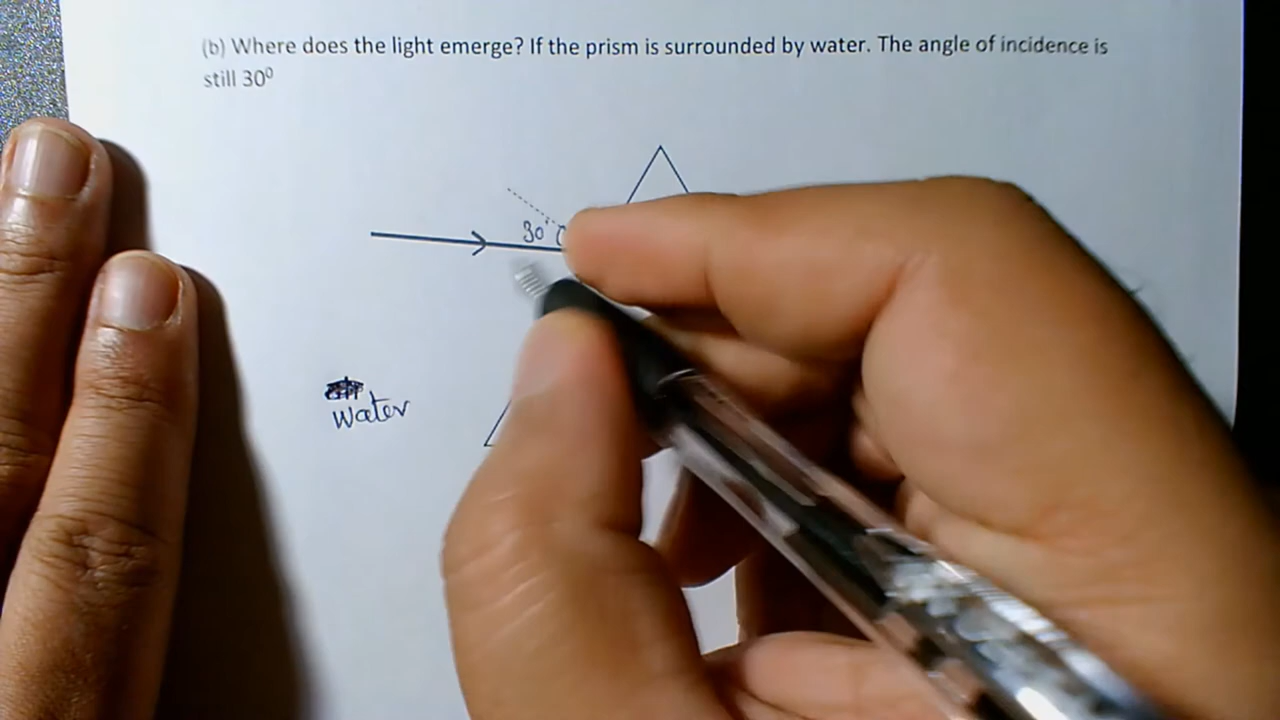 (b) Where does the light emerge? If the prism is surrounded by water. The angle of incidence is
still 30⁰
30°
Water